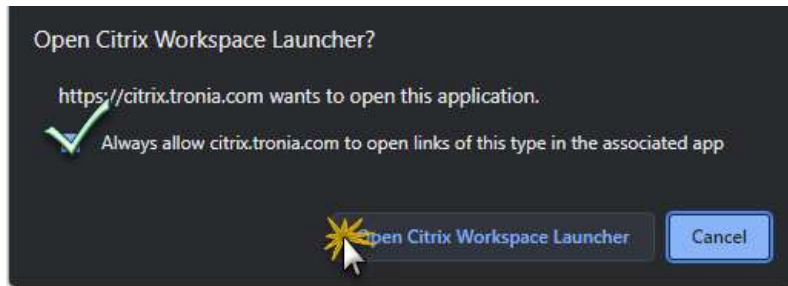 Open Citrix Workspace Launcher?
https://citrix.tronia.com wants to open this application.
Always allow citrix.tronia.com to open links of this type in the associated app
Open Citrix Workspace Launcher
Cancel